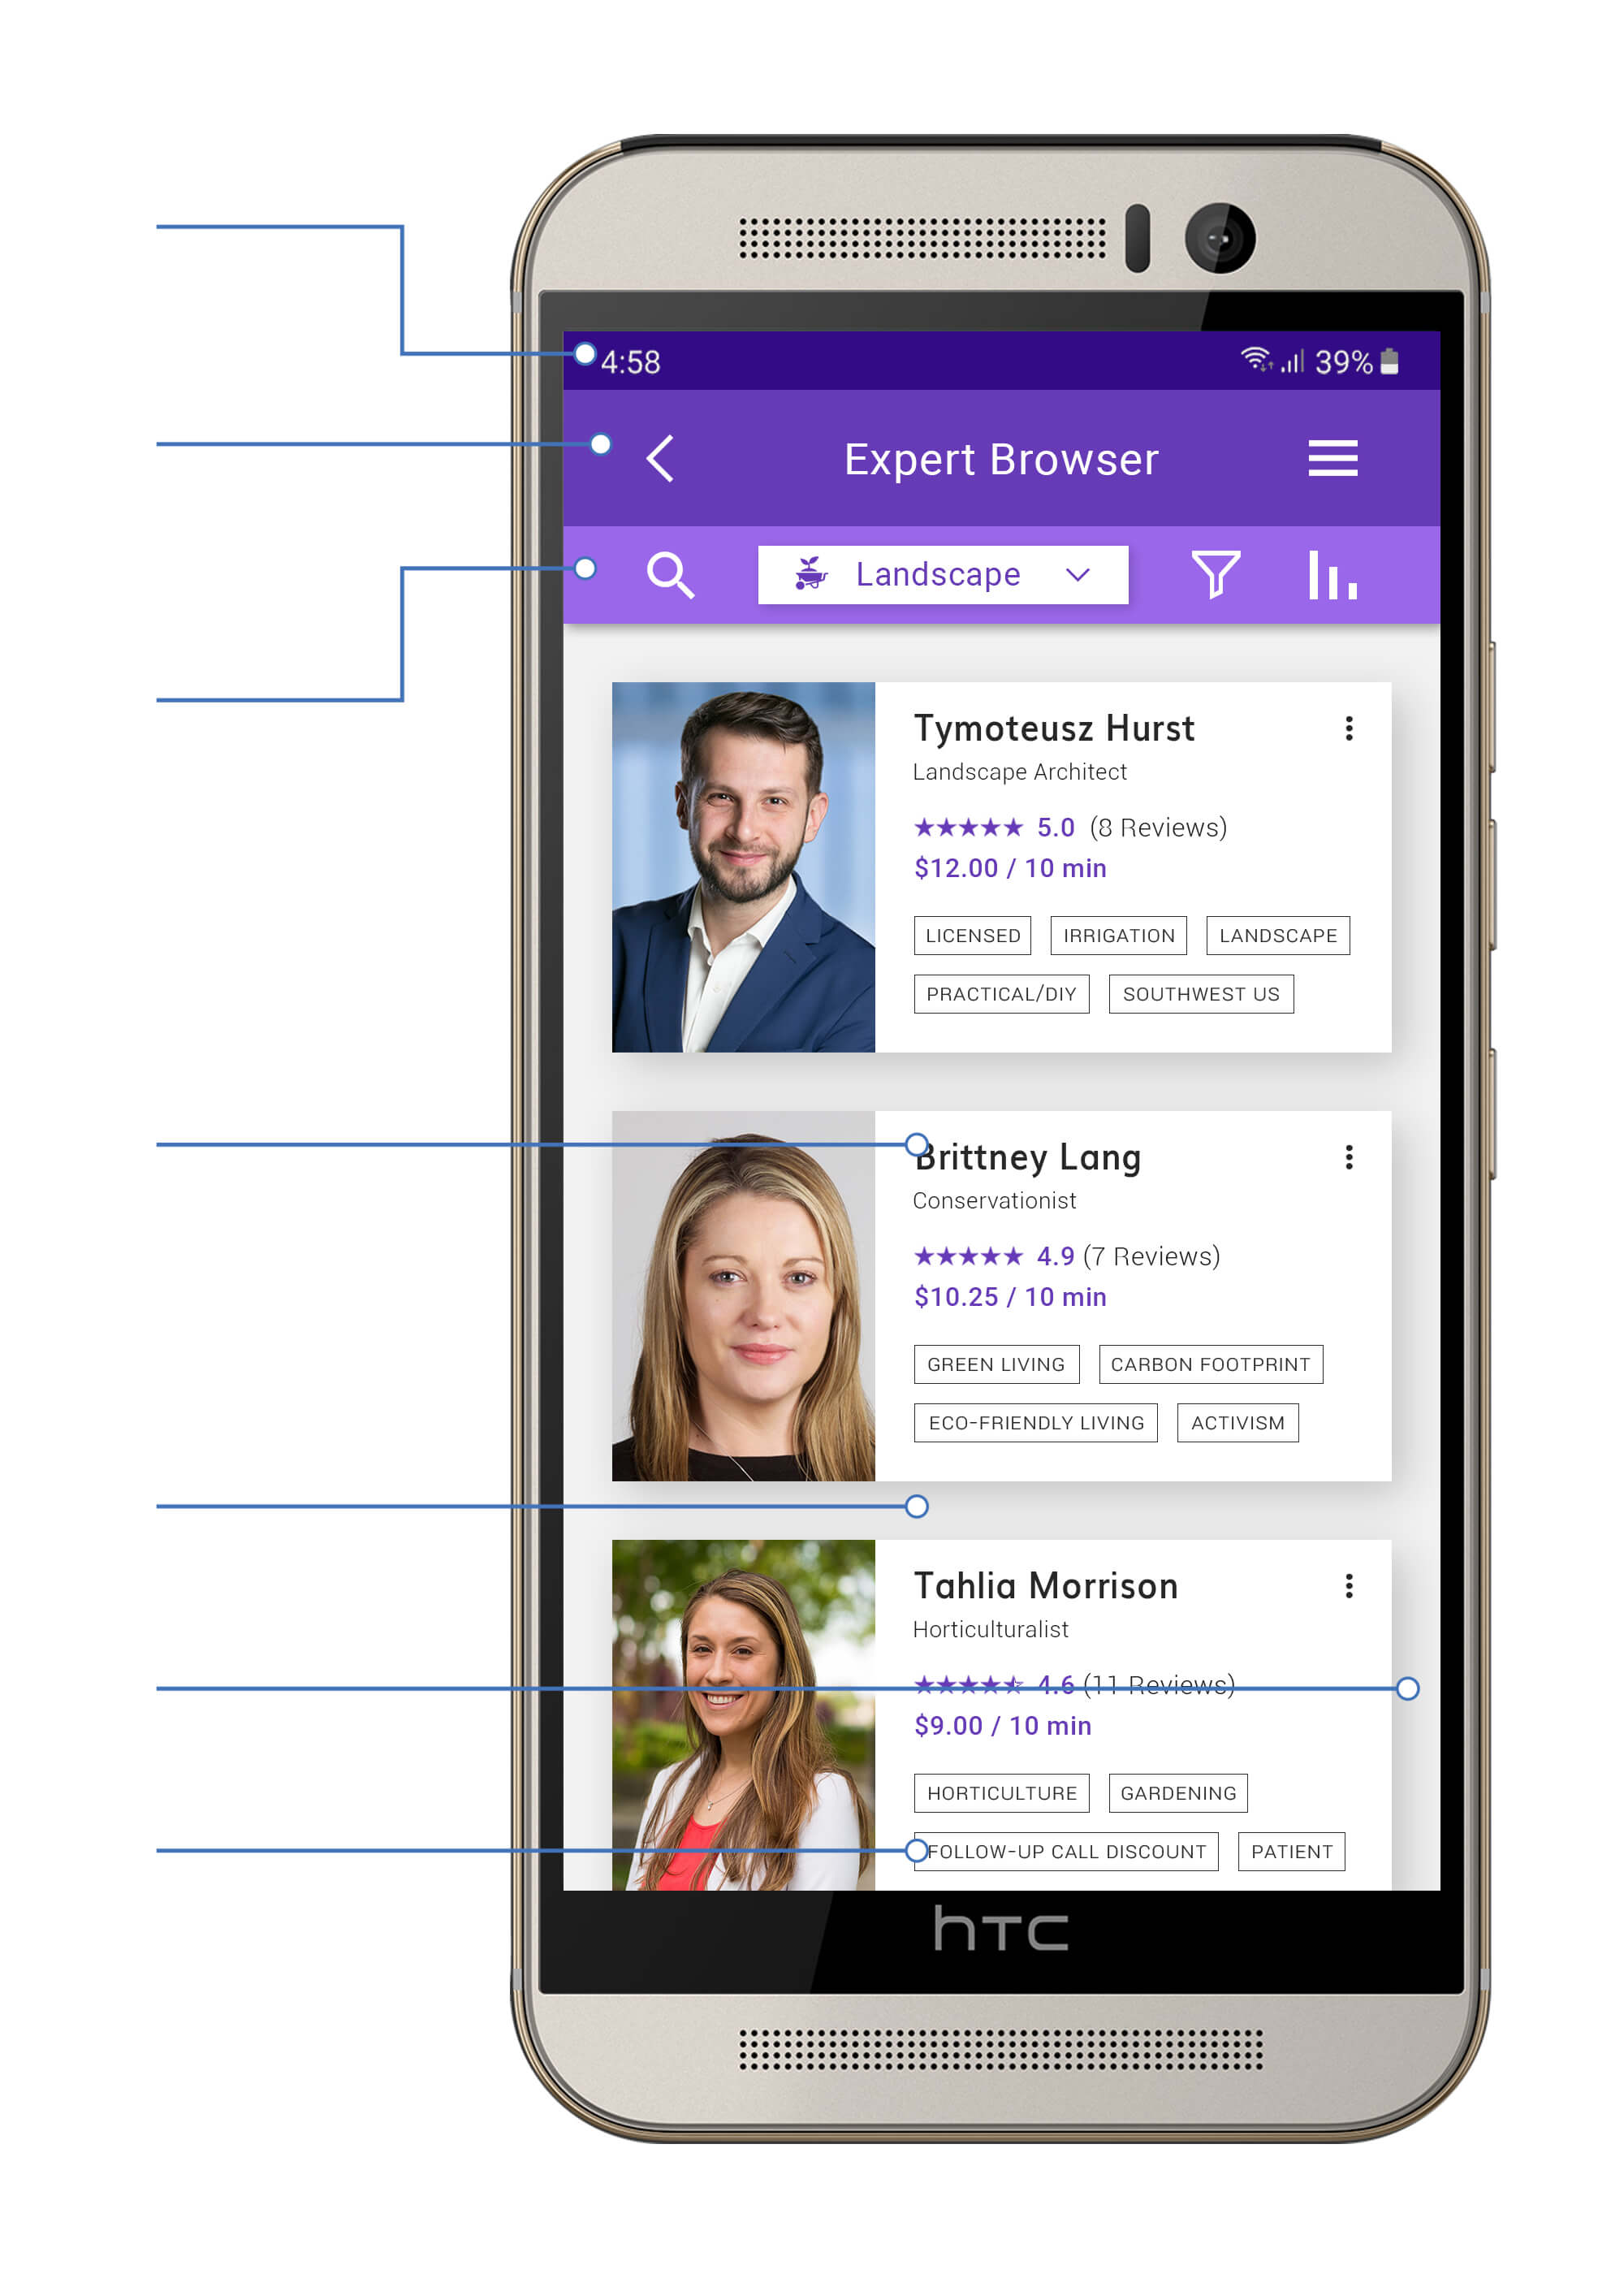 4:58 39%
Expert Browser
Landscape
Tymoteusz Hurst
Landscape Architect
5.0 (8 Reviews)
$12.00 / 10 min
LICENSED IRRIGATION LANDSCAPE
PRACTICAL/DIY SOUTHWEST US
Brittney Lang
Conservationist
4.9 (7 Reviews)
$10.25 / 10 min
GREEN LIVING CARBON FOOTPRINT
ECO-FRIENDLY LIVING ACTIVISM
Tahlia Morrison
Horticulturalist
4.6 (11 Reviews)
$9.00 / 10 min
HORTICULTURE GARDENING
FOLLOW-UP CALL DISCOUNT PATIENT
hTC